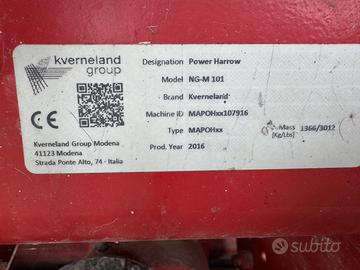 kverneland
group
Designation Power Harrow
Model NG-M 101
Brand Kverneland
Machine ID MAPOHxx107916
Type MAPOHxx
Mass [Kg/Lbs] 1366/3012
Prod. Year 2016
CE
Kverneland Group Modena
41123 Modena
Strada Ponte Alto, 74 - Italia
subito